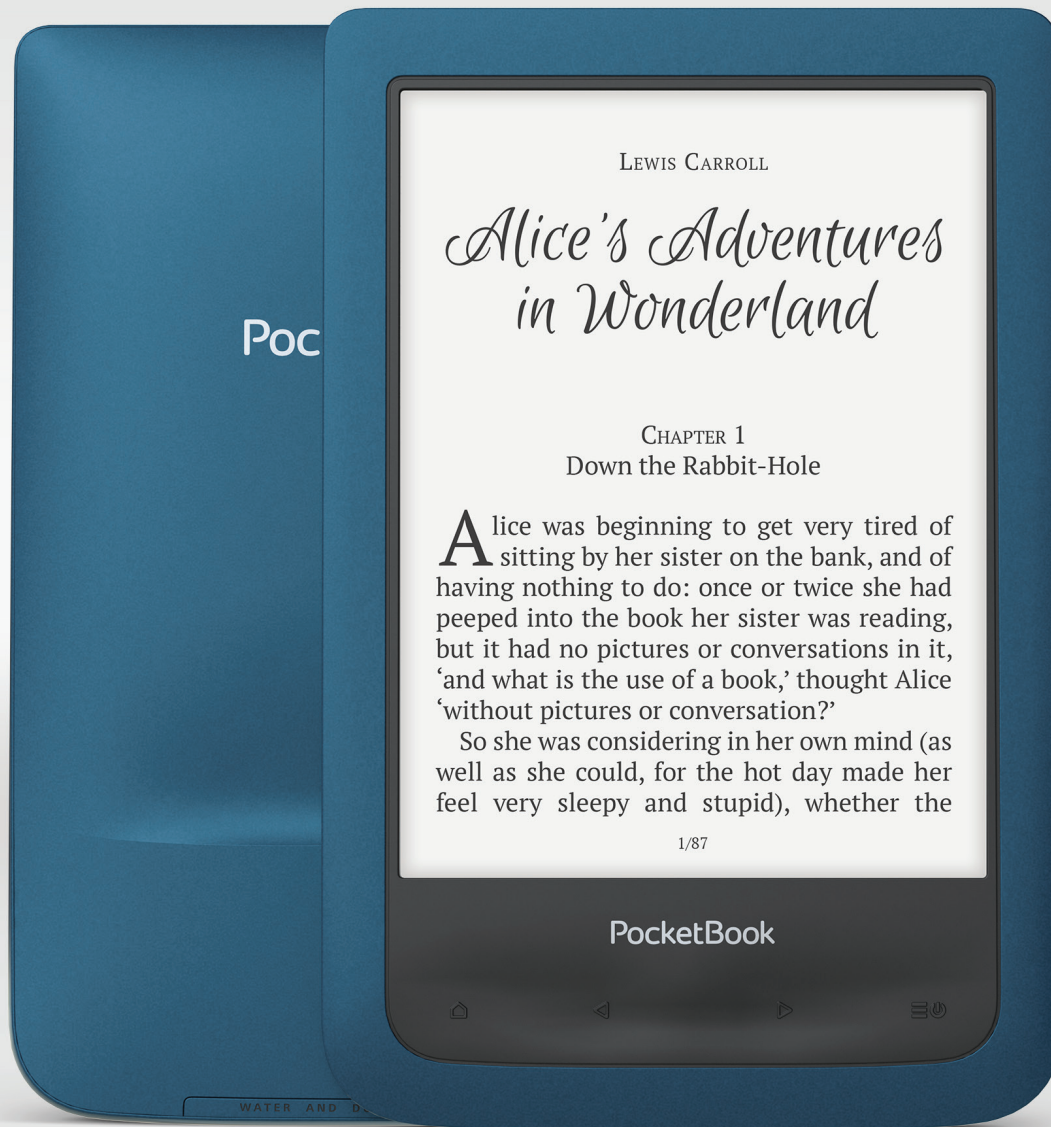 Poc
LEWIS CARROLL
Alice's Adventures
in Wonderland
CHAPTER 1
Down the Rabbit-Hole
Alice was beginning to get very tired of
sitting by her sister on the bank, and of
having nothing to do: once or twice she had
peeped into the book her sister was reading,
but it had no pictures or conversations in it,
‘and what is the use of a book,’ thought Alice
‘without pictures or conversation?’
So she was considering in her own mind (as
well as she could, for the hot day made her
feel very sleepy and stupid), whether the
1/87
PocketBook
WATER AND